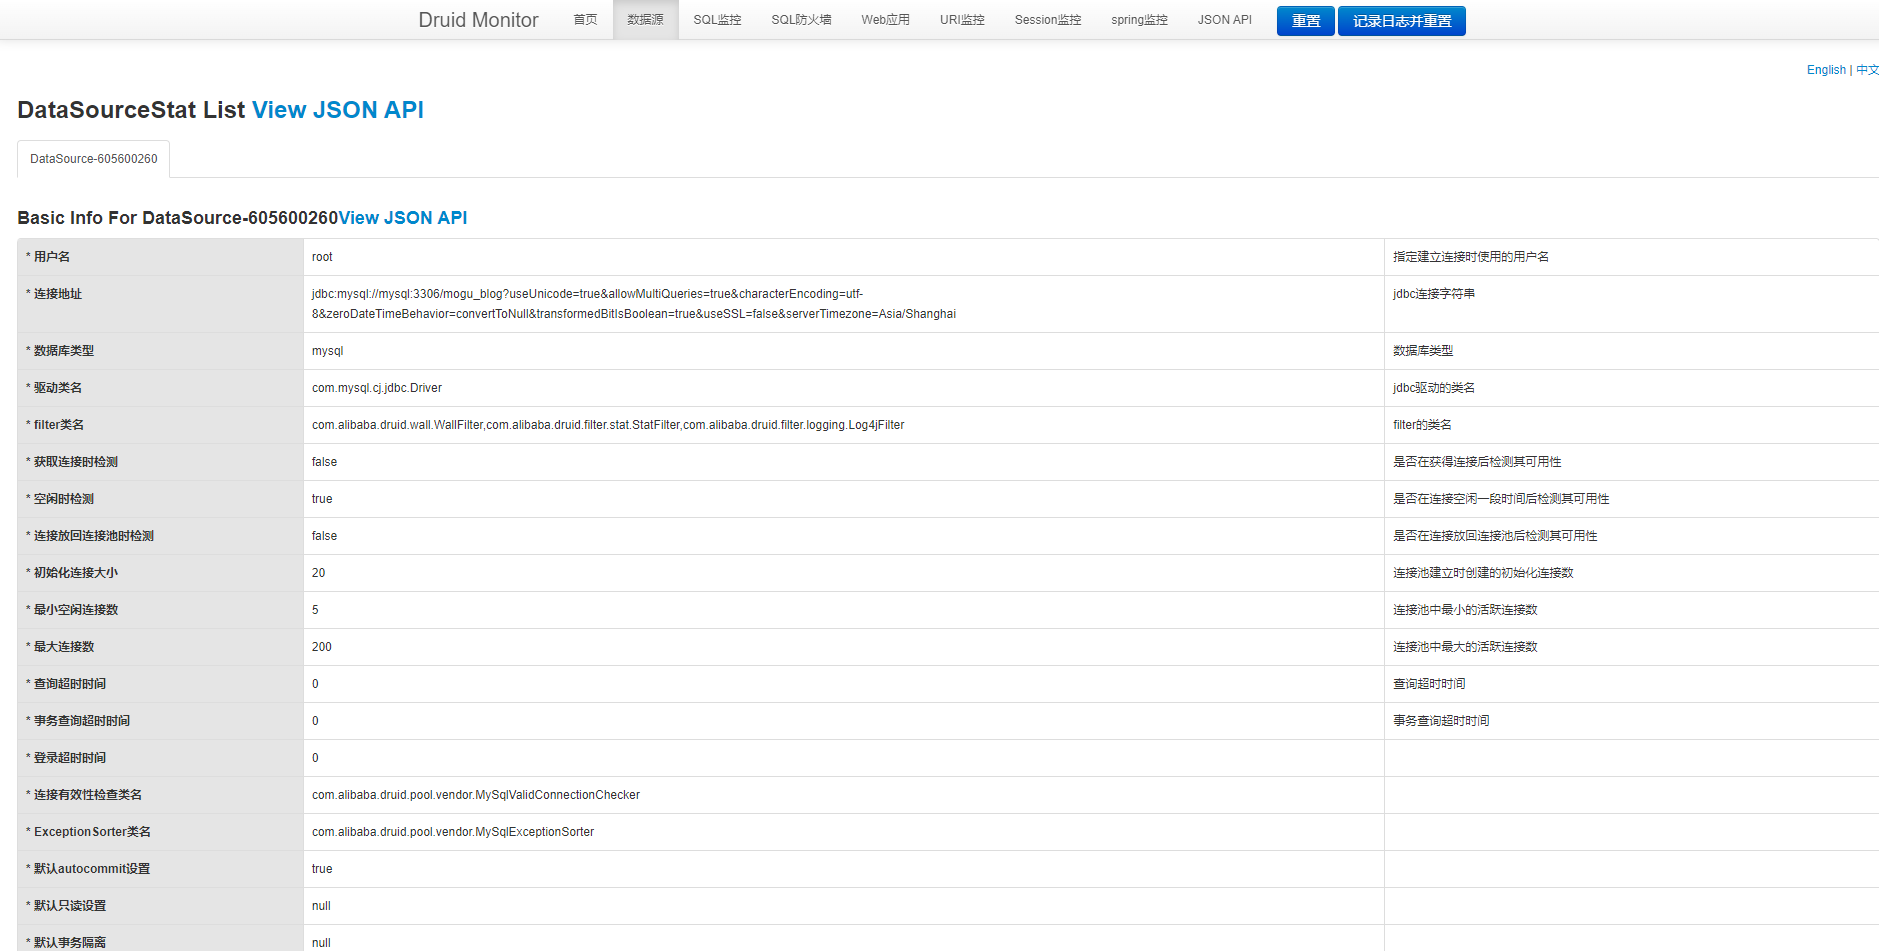 Druid Monitor 首页 数据源 SQL监控 SQL防火墙 Web应用 URI监控 Session监控 spring监控 JSON API 重置 记录日志并重置
English | 中文
DataSourceStat List View JSON API
DataSource-605600260
Basic Info For DataSource-605600260View JSON API
* 用户名 root 指定建立连接时使用的用户名
* 连接地址 jdbc:mysql://mysql:3306/mogu_blog?useUnicode=true&allowMultiQueries=true&characterEncoding=utf- jdbc连接字符串
8&zeroDateTimeBehavior=convertToNull&transformedBitIsBoolean=true&useSSL=false&serverTimezone=Asia/Shanghai
* 数据库类型 mysql 数据库类型
* 驱动类名 com.mysql.cj.jdbc.Driver jdbc驱动的类名
* filter类名 com.alibaba.druid.wall.WallFilter,com.alibaba.druid.filter.stat.StatFilter,com.alibaba.druid.filter.logging.Log4jFilter filter的类名
* 获取连接时检测 false 是否在获得连接后检测其可用性
* 空闲时检测 true 是否在连接空闲一段时间后检测其可用性
* 连接放回连接池时检测 false 是否在连接放回连接池后检测其可用性
* 初始化连接大小 20 连接池建立时创建的初始化连接数
* 最小空闲连接数 5 连接池中最小的活跃连接数
* 最大连接数 200 连接池中最大的活跃连接数
* 查询超时时间 0 查询超时时间
* 事务查询超时时间 0 事务查询超时时间
* 登录超时时间 0
* 连接有效性检查类名 com.alibaba.druid.pool.vendor.MySqlValidConnectionChecker
* ExceptionSorter类名 com.alibaba.druid.pool.vendor.MySqlExceptionSorter
* 默认autocommit设置 true
* 默认只读设置 null
* 默认事务隔离 null